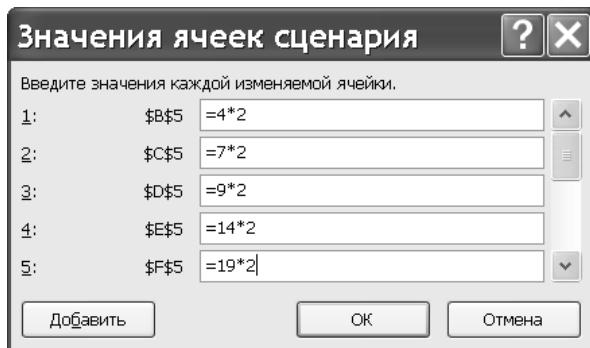 Значения ячеек сценария ?
Введите значения каждой изменяемой ячейки.
1: $B$5 =4*2
2: $C$5 =7*2
3: $D$5 =9*2
4: $E$5 =14*2
5: $F$5 =19*2
Добавить ОК Отмена